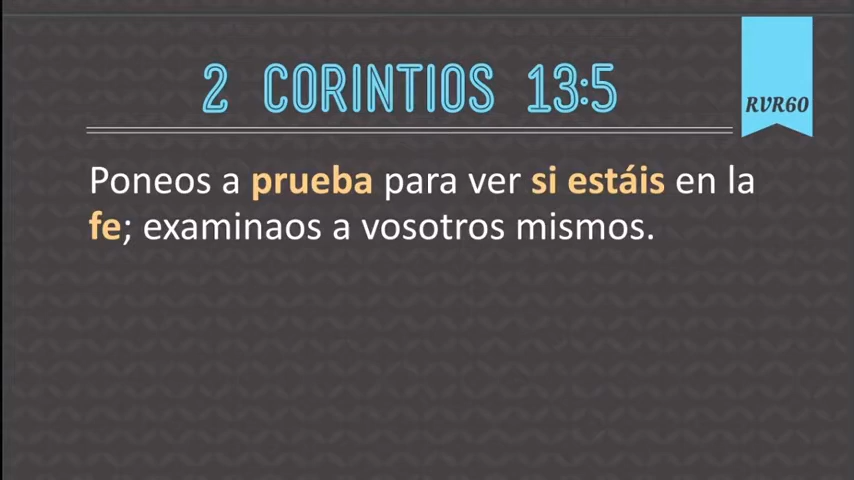 2 CORINTIOS 13:5
RVR60
Poneos a prueba para ver si estáis en la
fe; examinaos a vosotros mismos.